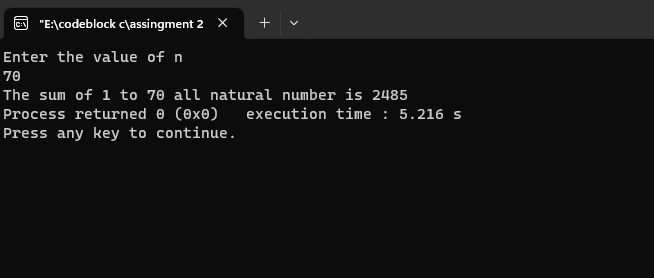 "E:\codeblock c\assingment 2
Enter the value of n
70
The sum of 1 to 70 all natural number is 2485
Process returned 0 (0x0)   execution time : 5.216 s
Press any key to continue.